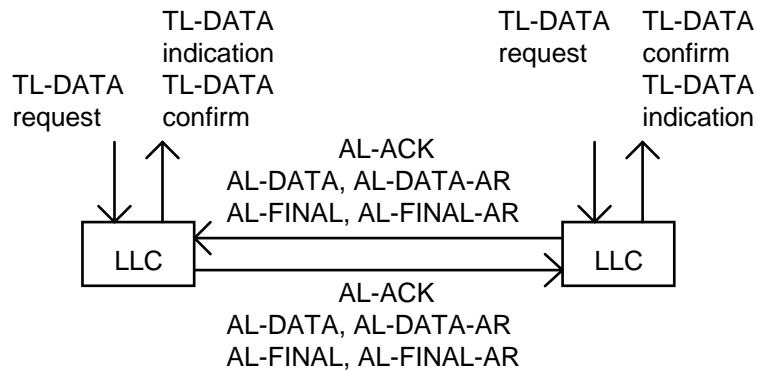 TL-DATA
indication
TL-DATA
request
TL-DATA
confirm
TL-DATA
request
TL-DATA
confirm
TL-DATA
indication
AL-ACK
AL-DATA, AL-DATA-AR
AL-FINAL, AL-FINAL-AR
LLC
LLC
AL-ACK
AL-DATA, AL-DATA-AR
AL-FINAL, AL-FINAL-AR